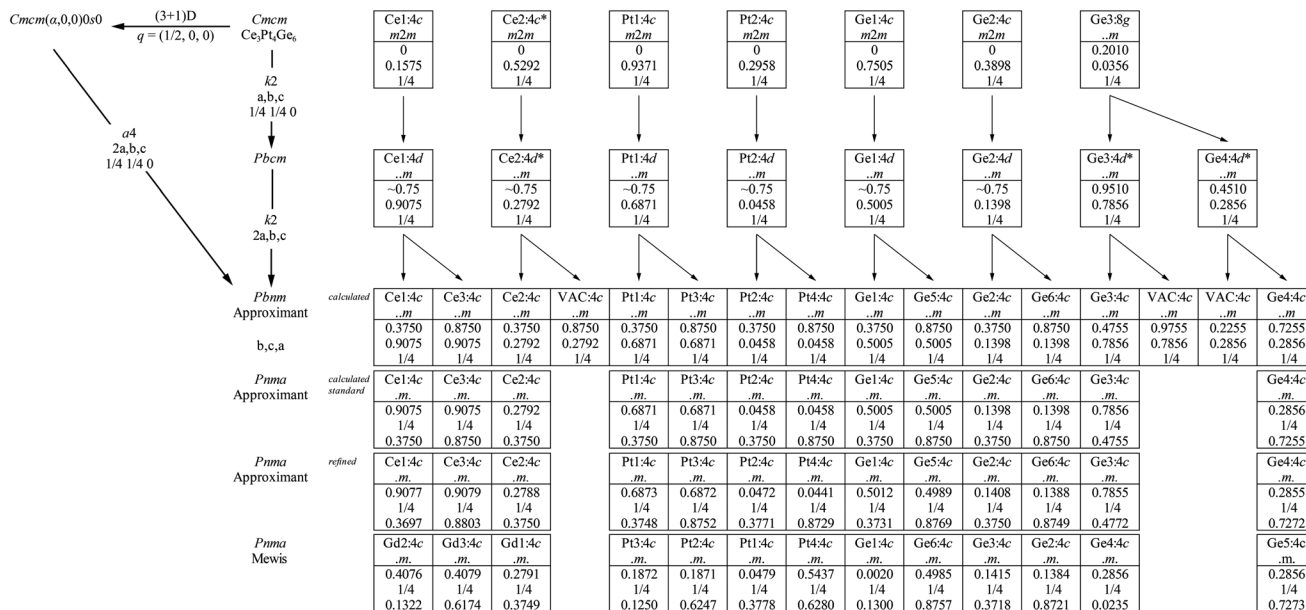 Cmcm(α,0,0)0s0 (3+1)D Cmcm Ce1:4c Ce2:4c* Pt1:4c Pt2:4c Ge1:4c Ge2:4c Ge3:8g
q = (1/2, 0, 0) Ce₃Pt₄Ge₆ m2m m2m m2m m2m m2m m2m ..m
0 0 0 0 0 0 0.2010
0.1575 0.5292 0.9371 0.2958 0.7505 0.3898 0.0356
k2 1/4 1/4 1/4 1/4 1/4 1/4 1/4
a,b,c
1/4 1/4 0
a4
2a,b,c
1/4 1/4 0
Pbcm Ce1:4d Ce2:4d* Pt1:4d Pt2:4d Ge1:4d Ge2:4d Ge3:4d* Ge4:4d*
..m ..m ..m ..m ..m ..m ..m ..m
~0.75 ~0.75 ~0.75 ~0.75 ~0.75 ~0.75 0.9510 0.4510
0.9075 0.2792 0.6871 0.0458 0.5005 0.1398 0.7856 0.2856
k2 1/4 1/4 1/4 1/4 1/4 1/4 1/4 1/4
2a,b,c
Pbnm calculated Ce1:4c Ce3:4c Ce2:4c VAC:4c Pt1:4c Pt3:4c Pt2:4c Pt4:4c Ge1:4c Ge5:4c Ge2:4c Ge6:4c Ge3:4c VAC:4c VAC:4c Ge4:4c
Approximant ..m ..m ..m ..m ..m ..m ..m ..m ..m ..m ..m ..m ..m ..m ..m ..m
0.3750 0.8750 0.3750 0.8750 0.3750 0.8750 0.3750 0.8750 0.3750 0.8750 0.3750 0.8750 0.4755 0.9755 0.2255 0.7255
b,c,a 0.9075 0.9075 0.2792 0.2792 0.6871 0.6871 0.0458 0.0458 0.5005 0.5005 0.1398 0.1398 0.7856 0.7856 0.2856 0.2856
1/4 1/4 1/4 1/4 1/4 1/4 1/4 1/4 1/4 1/4 1/4 1/4 1/4 1/4 1/4 1/4
Pnma calculated Ce1:4c Ce3:4c Ce2:4c Pt1:4c Pt3:4c Pt2:4c Pt4:4c Ge1:4c Ge5:4c Ge2:4c Ge6:4c Ge3:4c Ge4:4c
Approximant standard .m. .m. .m. .m. .m. .m. .m. .m. .m. .m. .m. .m. .m.
0.9075 0.9075 0.2792 0.6871 0.6871 0.0458 0.0458 0.5005 0.5005 0.1398 0.1398 0.7856 0.2856
1/4 1/4 1/4 1/4 1/4 1/4 1/4 1/4 1/4 1/4 1/4 1/4 1/4
0.3750 0.8750 0.3750 0.3750 0.8750 0.3750 0.8750 0.3750 0.8750 0.3750 0.8750 0.4755 0.7255
Pnma refined Ce1:4c Ce3:4c Ce2:4c Pt1:4c Pt3:4c Pt2:4c Pt4:4c Ge1:4c Ge5:4c Ge2:4c Ge6:4c Ge3:4c Ge4:4c
Approximant .m. .m. .m. .m. .m. .m. .m. .m. .m. .m. .m. .m. .m.
0.9077 0.9079 0.2788 0.6873 0.6872 0.0472 0.0441 0.5012 0.4989 0.1408 0.1388 0.7855 0.2855
1/4 1/4 1/4 1/4 1/4 1/4 1/4 1/4 1/4 1/4 1/4 1/4 1/4
0.3697 0.8803 0.3750 0.3748 0.8752 0.3771 0.8729 0.3731 0.8769 0.3750 0.8749 0.4772 0.7272
Pnma Gd2:4c Gd3:4c Gd1:4c Pt3:4c Pt2:4c Pt1:4c Pt4:4c Ge1:4c Ge6:4c Ge3:4c Ge2:4c Ge4:4c Ge5:4c
Mewis .m. .m. .m. .m. .m. .m. .m. .m. .m. .m. .m. .m. .m.
0.4076 0.4079 0.2791 0.1872 0.1871 0.0479 0.5437 0.0020 0.4985 0.1415 0.1384 0.2856 0.2856
1/4 1/4 1/4 1/4 1/4 1/4 1/4 1/4 1/4 1/4 1/4 1/4 1/4
0.1322 0.6174 0.3749 0.1250 0.6247 0.3778 0.6280 0.1300 0.8757 0.3718 0.8721 0.0235 0.7273